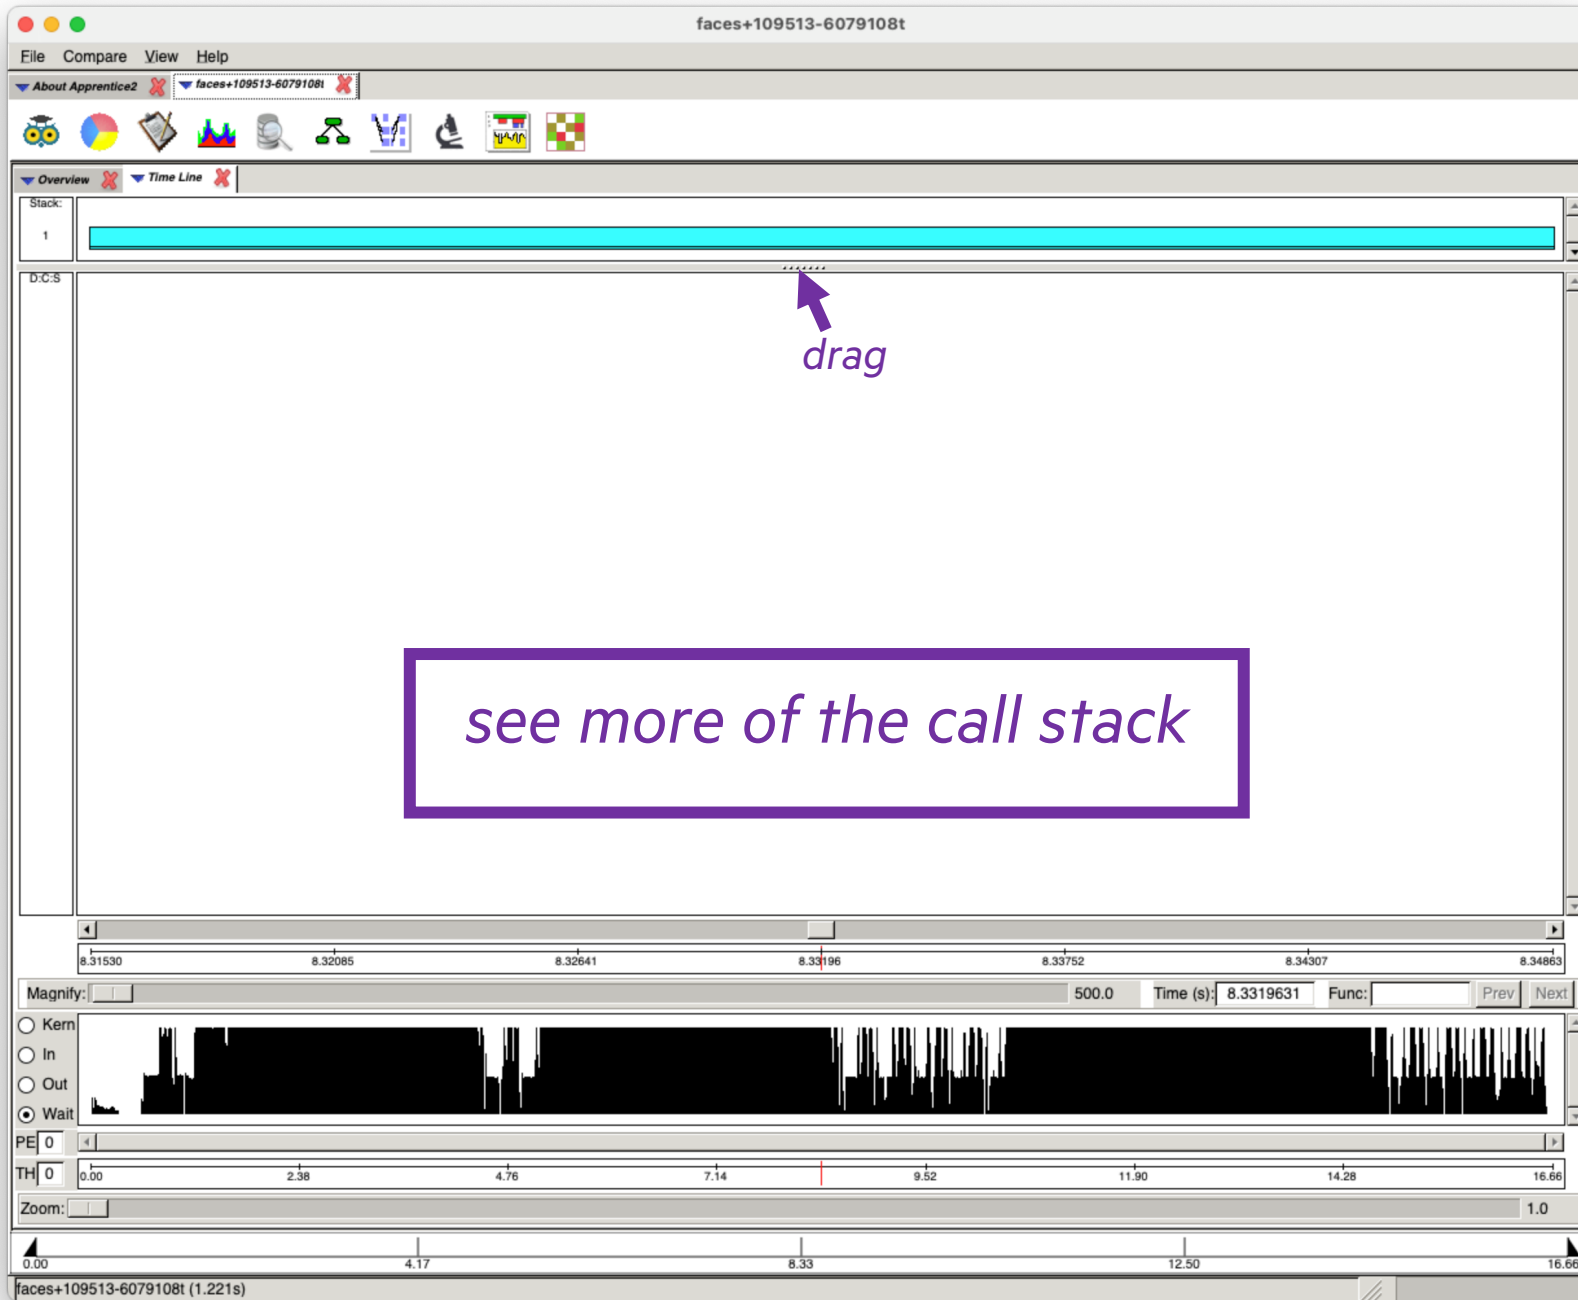 faces+109513-6079108t
File Compare View Help
About Apprentice2 faces+109513-6079108t
Overview Time Line
Stack:
1
D:C:S
drag
see more of the call stack
8.31530 8.32085 8.32641 8.33196 8.33752 8.34307 8.34863
Magnify: 500.0 Time (s): 8.3319631 Func: Prev Next
Kern
In
Out
Wait
PE 0
TH 0 0.00 2.38 4.76 7.14 9.52 11.90 14.28 16.66
Zoom: 1.0
0.00 4.17 8.33 12.50 16.66
faces+109513-6079108t (1.221s)